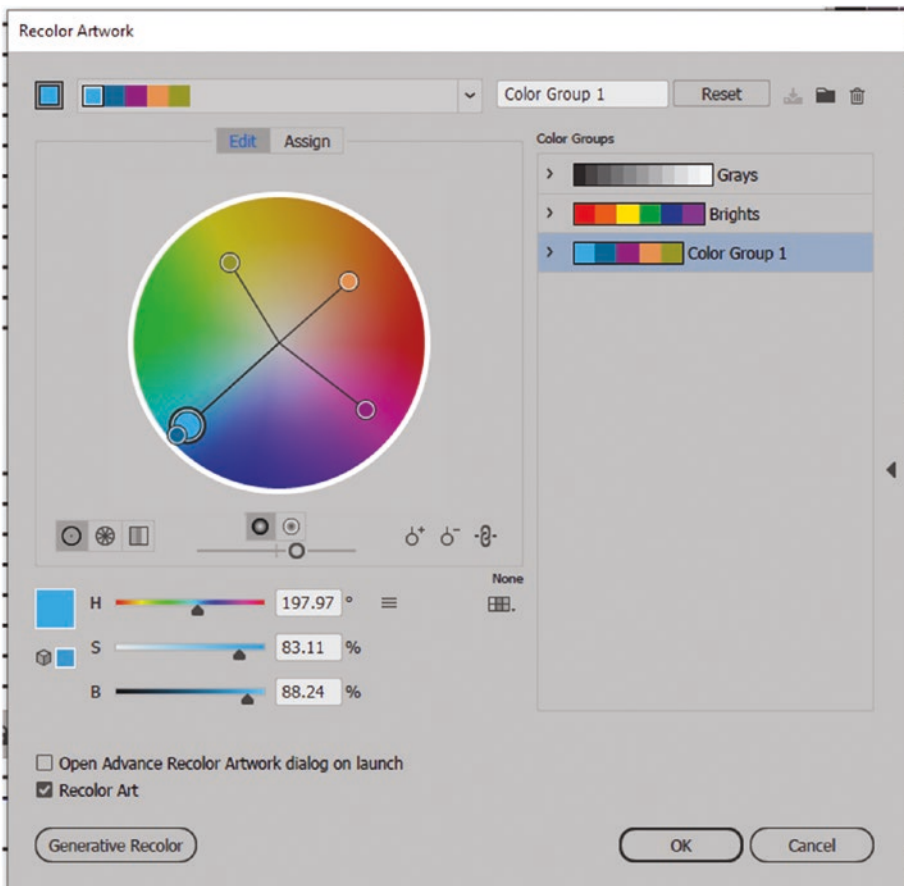 Recolor Artwork
Color Group 1 Reset
Edit Assign
Color Groups
Grays
Brights
Color Group 1
None
H 197.97 °
S 83.11 %
B 88.24 %
Open Advance Recolor Artwork dialog on launch
Recolor Art
Generative Recolor OK Cancel